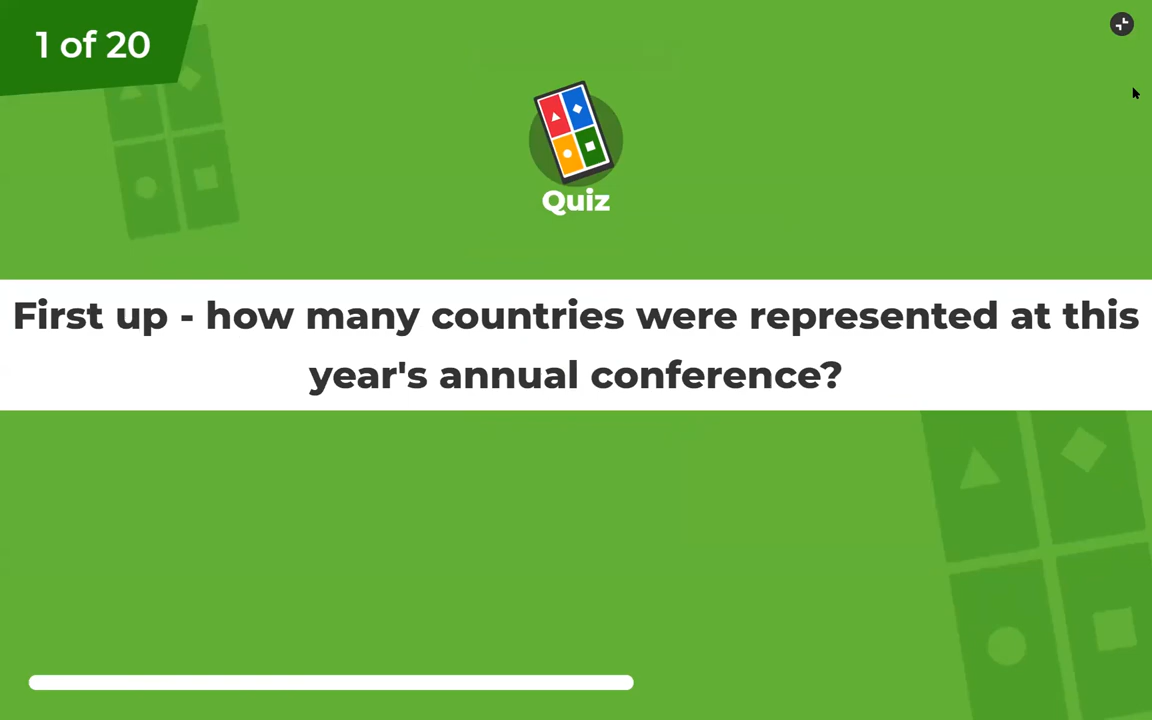 1 of 20
Quiz
First up - how many countries were represented at this
year's annual conference?